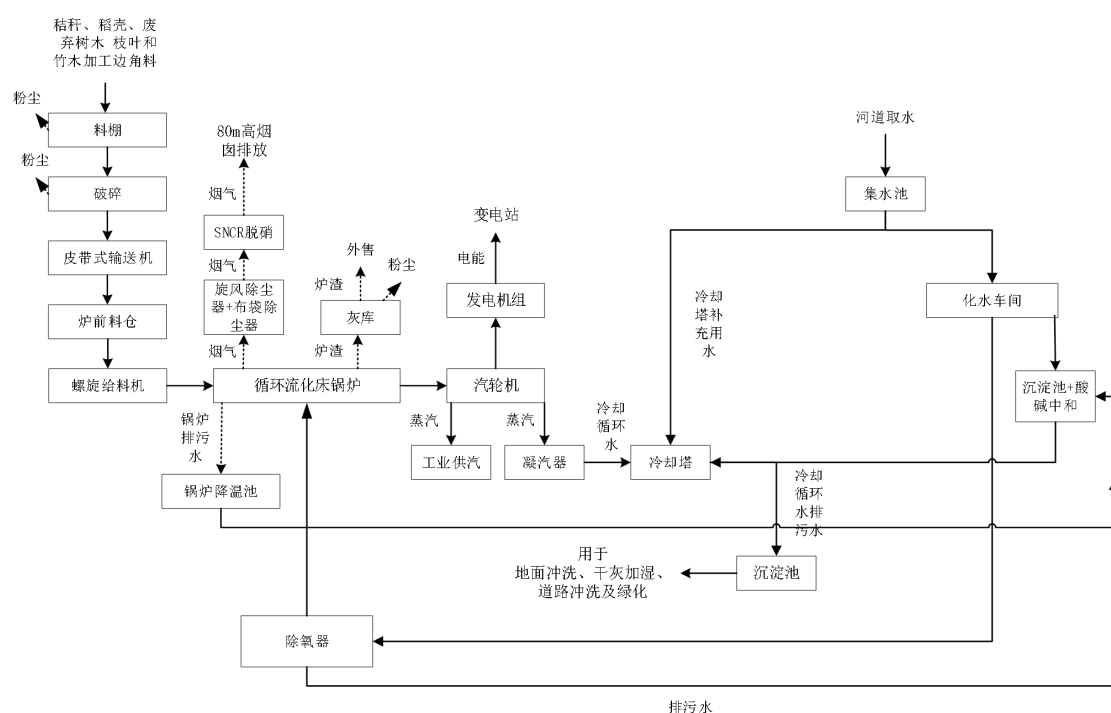 秸秆、稻壳、废
弃树木 枝叶和
竹木加工边角料
粉尘
料棚
粉尘
破碎
皮带式输送机
炉前料仓
螺旋给料机
80m高烟
囱排放
烟气
SNCR脱硝
烟气
旋风除尘
器+布袋除
尘器
烟气
外售
粉尘
炉渣
灰库
炉渣
循环流化床锅炉
锅炉
排污
水
锅炉降温池
变电站
电能
发电机组
汽轮机
蒸汽
蒸汽
工业供汽
凝汽器
冷却
循环
水
冷却塔
冷却
塔补
充用
水
河道取水
集水池
化水车间
沉淀池+酸
碱中和
冷却
循环
水排
污水
沉淀池
用于
地面冲洗、干灰加湿、
道路冲洗及绿化
除氧器
排污水